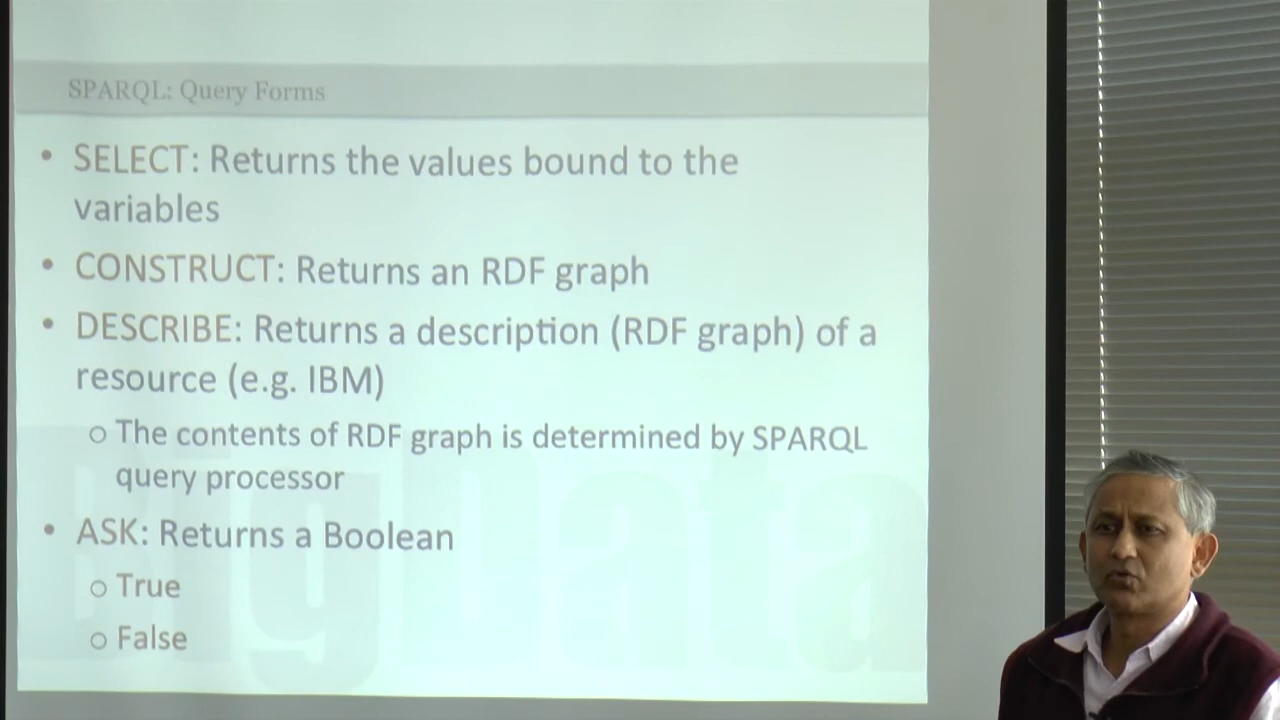 SPARQL: Query Forms
• SELECT: Returns the values bound to the
variables
• CONSTRUCT: Returns an RDF graph
• DESCRIBE: Returns a description (RDF graph) of a
resource (e.g. IBM)
○ The contents of RDF graph is determined by SPARQL
query processor
• ASK: Returns a Boolean
○ True
○ False
BigData